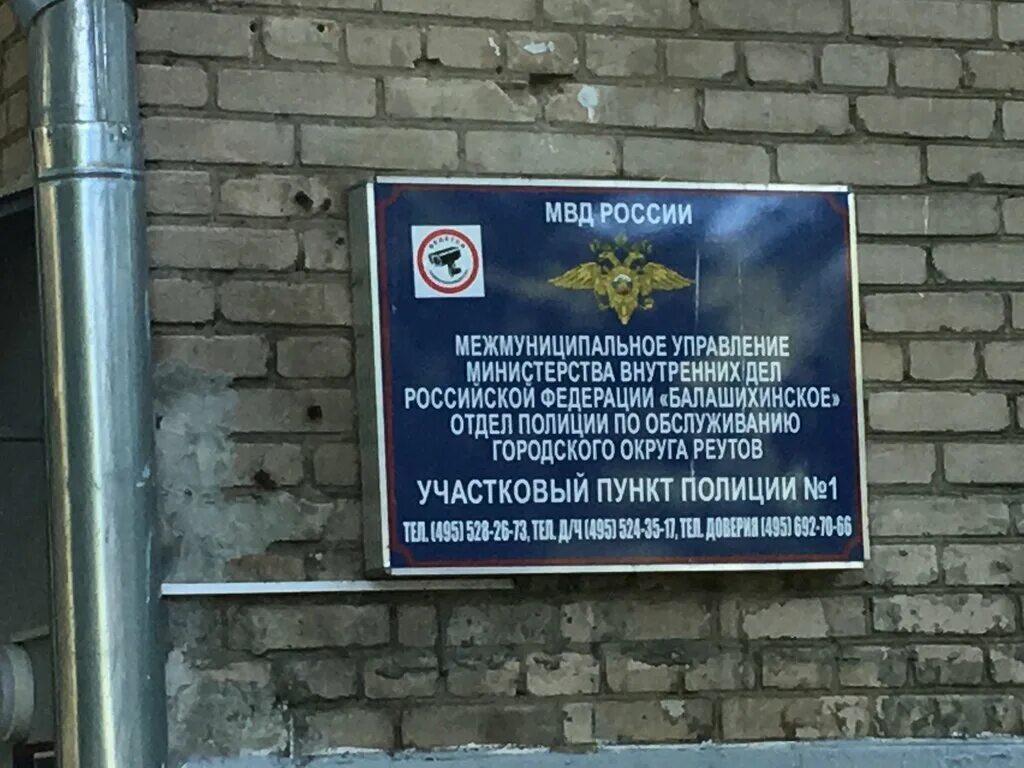 МВД РОССИИ
МЕЖМУНИЦИПАЛЬНОЕ УПРАВЛЕНИЕ
МИНИСТЕРСТВА ВНУТРЕННИХ ДЕЛ
РОССИЙСКОЙ ФЕДЕРАЦИИ «БАЛАШИХИНСКОЕ»
ОТДЕЛ ПОЛИЦИИ ПО ОБСЛУЖИВАНИЮ
ГОРОДСКОГО ОКРУГА РЕУТОВ
УЧАСТКОВЫЙ ПУНКТ ПОЛИЦИИ №1
ТЕЛ. (495) 528-26-73, ТЕЛ. Д/Ч (495) 524-35-17, ТЕЛ. ДОВЕРИЯ (495) 692-70-66